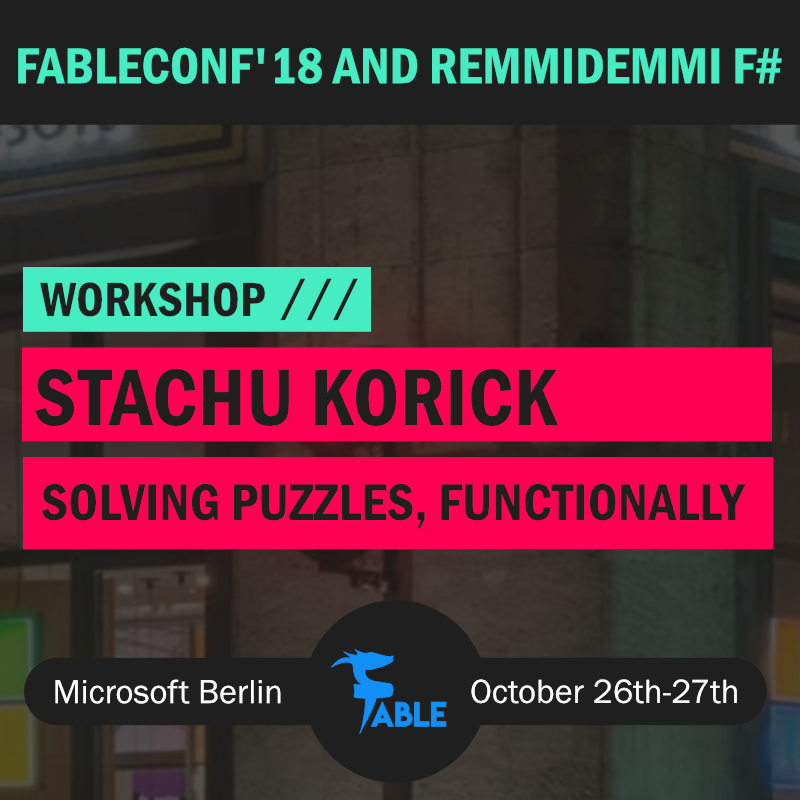 FABLECONF'18 AND REMMIDEMMI F#
WORKSHOP ///
STACHU KORICK
SOLVING PUZZLES, FUNCTIONALLY
Microsoft Berlin
FABLE
October 26th-27th